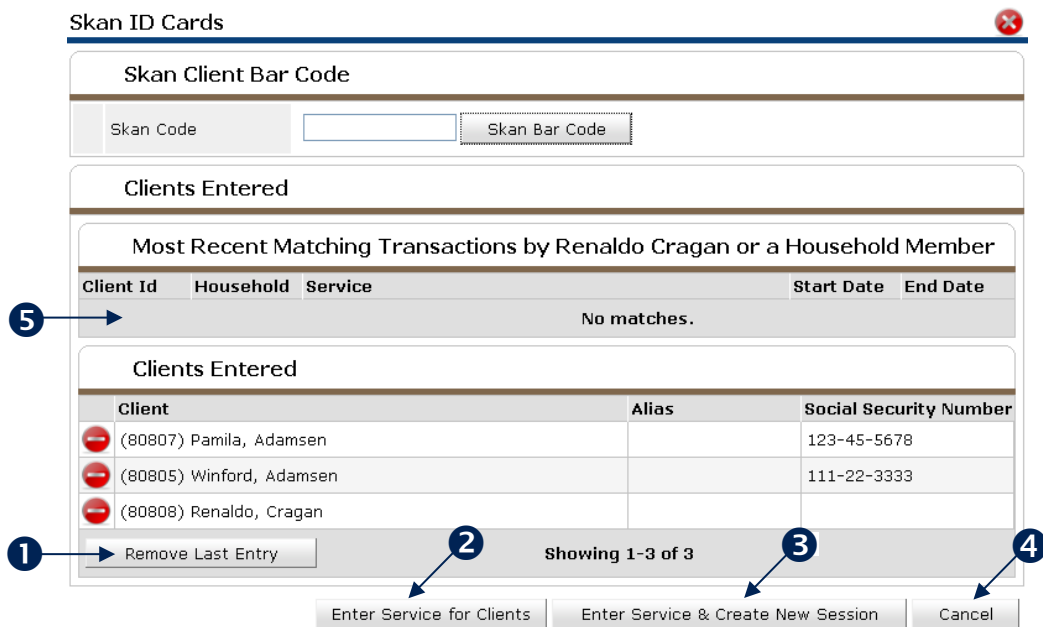 Skan ID Cards
Skan Client Bar Code
Skan Code Skan Bar Code
Clients Entered
Most Recent Matching Transactions by Renaldo Cragan or a Household Member
Client Id Household Service Start Date End Date
5 No matches.
Clients Entered
Client Alias Social Security Number
(80807) Pamila, Adamsen 123-45-5678
(80805) Winford, Adamsen 111-22-3333
(80808) Renaldo, Cragan
1 Remove Last Entry 2 Showing 1-3 of 3 3 4
Enter Service for Clients Enter Service & Create New Session Cancel